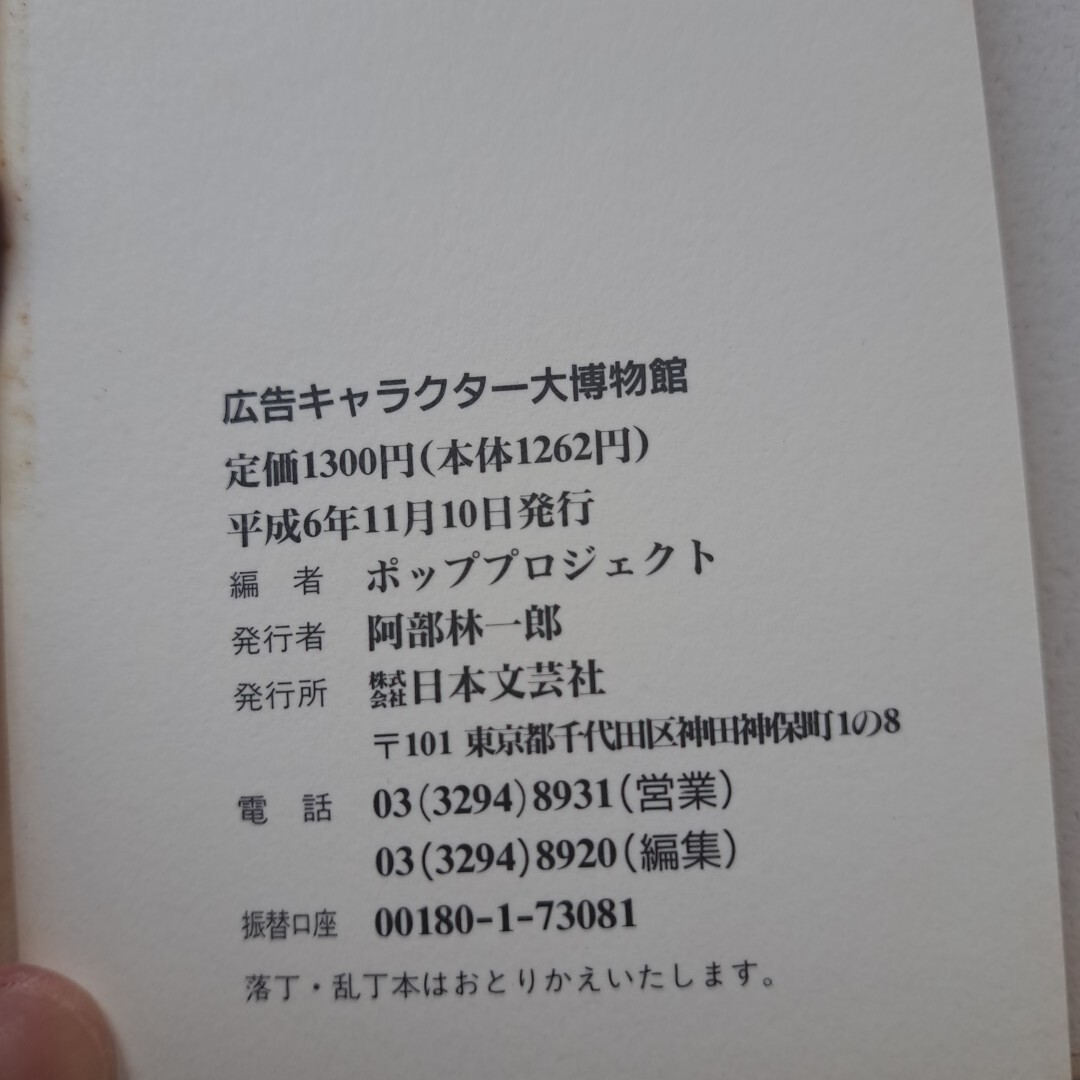 広告キャラクター大博物館
定価1300円(本体1262円)
平成6年11月10日発行
編　者　ポッププロジェクト
発行者　阿部林一郎
発行所　株式会社日本文芸社
〒101 東京都千代田区神田神保町1の8
電　話　03(3294)8931(営業)
03(3294)8920(編集)
振替口座　00180-1-73081
落丁・乱丁本はおとりかえいたします。